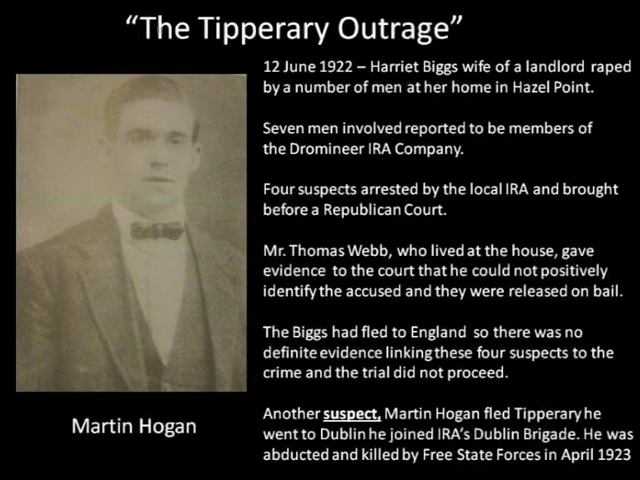 “The Tipperary Outrage”
12 June 1922 – Harriet Biggs wife of a landlord raped
by a number of men at her home in Hazel Point.
Seven men involved reported to be members of
the Dromineer IRA Company.
Four suspects arrested by the local IRA and brought
before a Republican Court.
Mr. Thomas Webb, who lived at the house, gave
evidence to the court that he could not positively
identify the accused and they were released on bail.
The Biggs had fled to England so there was no
definite evidence linking these four suspects to the
crime and the trial did not proceed.
Another suspect, Martin Hogan fled Tipperary he
went to Dublin he joined IRA’s Dublin Brigade. He was
abducted and killed by Free State Forces in April 1923
Martin Hogan